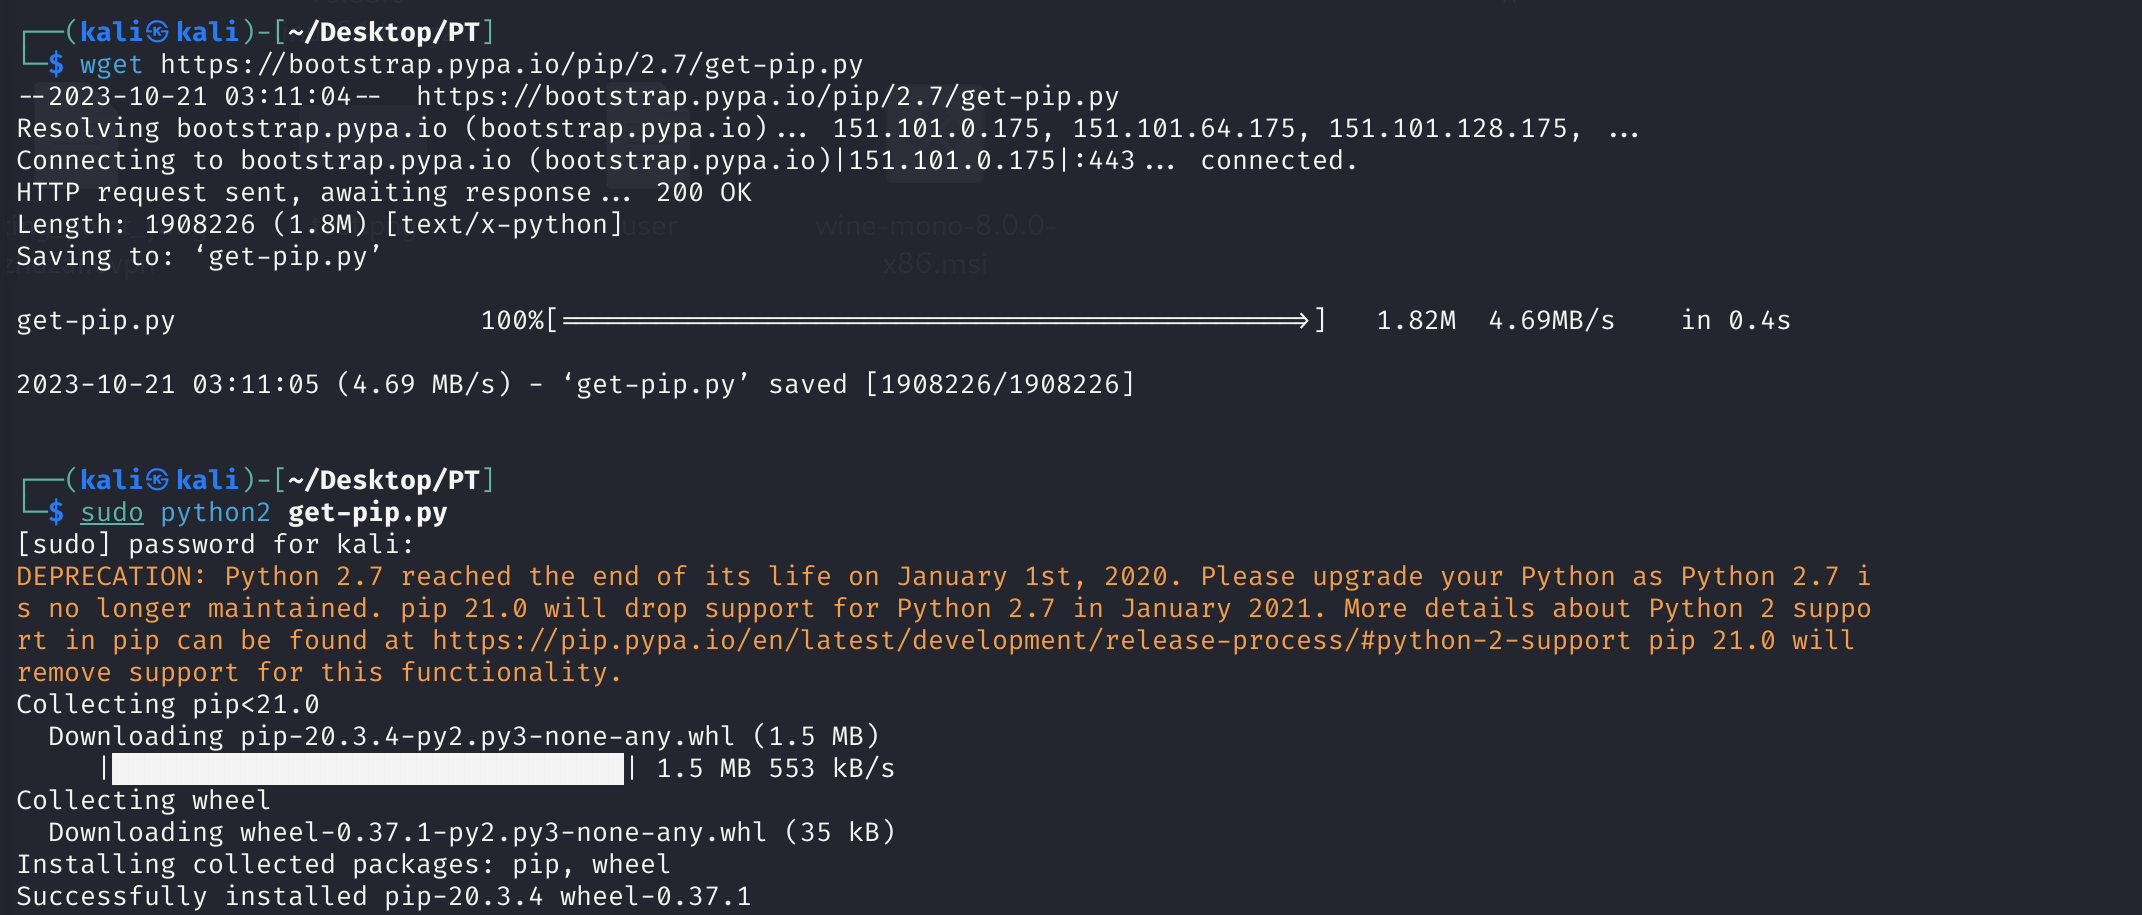 ┌──(kali㉿kali)-[~/Desktop/PT]
└─$ wget https://bootstrap.pypa.io/pip/2.7/get-pip.py
--2023-10-21 03:11:04--  https://bootstrap.pypa.io/pip/2.7/get-pip.py
Resolving bootstrap.pypa.io (bootstrap.pypa.io)... 151.101.0.175, 151.101.64.175, 151.101.128.175, ...
Connecting to bootstrap.pypa.io (bootstrap.pypa.io)|151.101.0.175|:443... connected.
HTTP request sent, awaiting response... 200 OK
Length: 1908226 (1.8M) [text/x-python]
user
wine-mono-8.0.0-
Saving to: ‘get-pip.py’
x86.msi
get-pip.py                   100%[==============================================>]   1.82M  4.69MB/s    in 0.4s
2023-10-21 03:11:05 (4.69 MB/s) - ‘get-pip.py’ saved [1908226/1908226]
┌──(kali㉿kali)-[~/Desktop/PT]
└─$ sudo python2 get-pip.py
[sudo] password for kali:
DEPRECATION: Python 2.7 reached the end of its life on January 1st, 2020. Please upgrade your Python as Python 2.7 i
s no longer maintained. pip 21.0 will drop support for Python 2.7 in January 2021. More details about Python 2 suppo
rt in pip can be found at https://pip.pypa.io/en/latest/development/release-process/#python-2-support pip 21.0 will
remove support for this functionality.
Collecting pip<21.0
  Downloading pip-20.3.4-py2.py3-none-any.whl (1.5 MB)
     |████████████████████████████████| 1.5 MB 553 kB/s
Collecting wheel
  Downloading wheel-0.37.1-py2.py3-none-any.whl (35 kB)
Installing collected packages: pip, wheel
Successfully installed pip-20.3.4 wheel-0.37.1